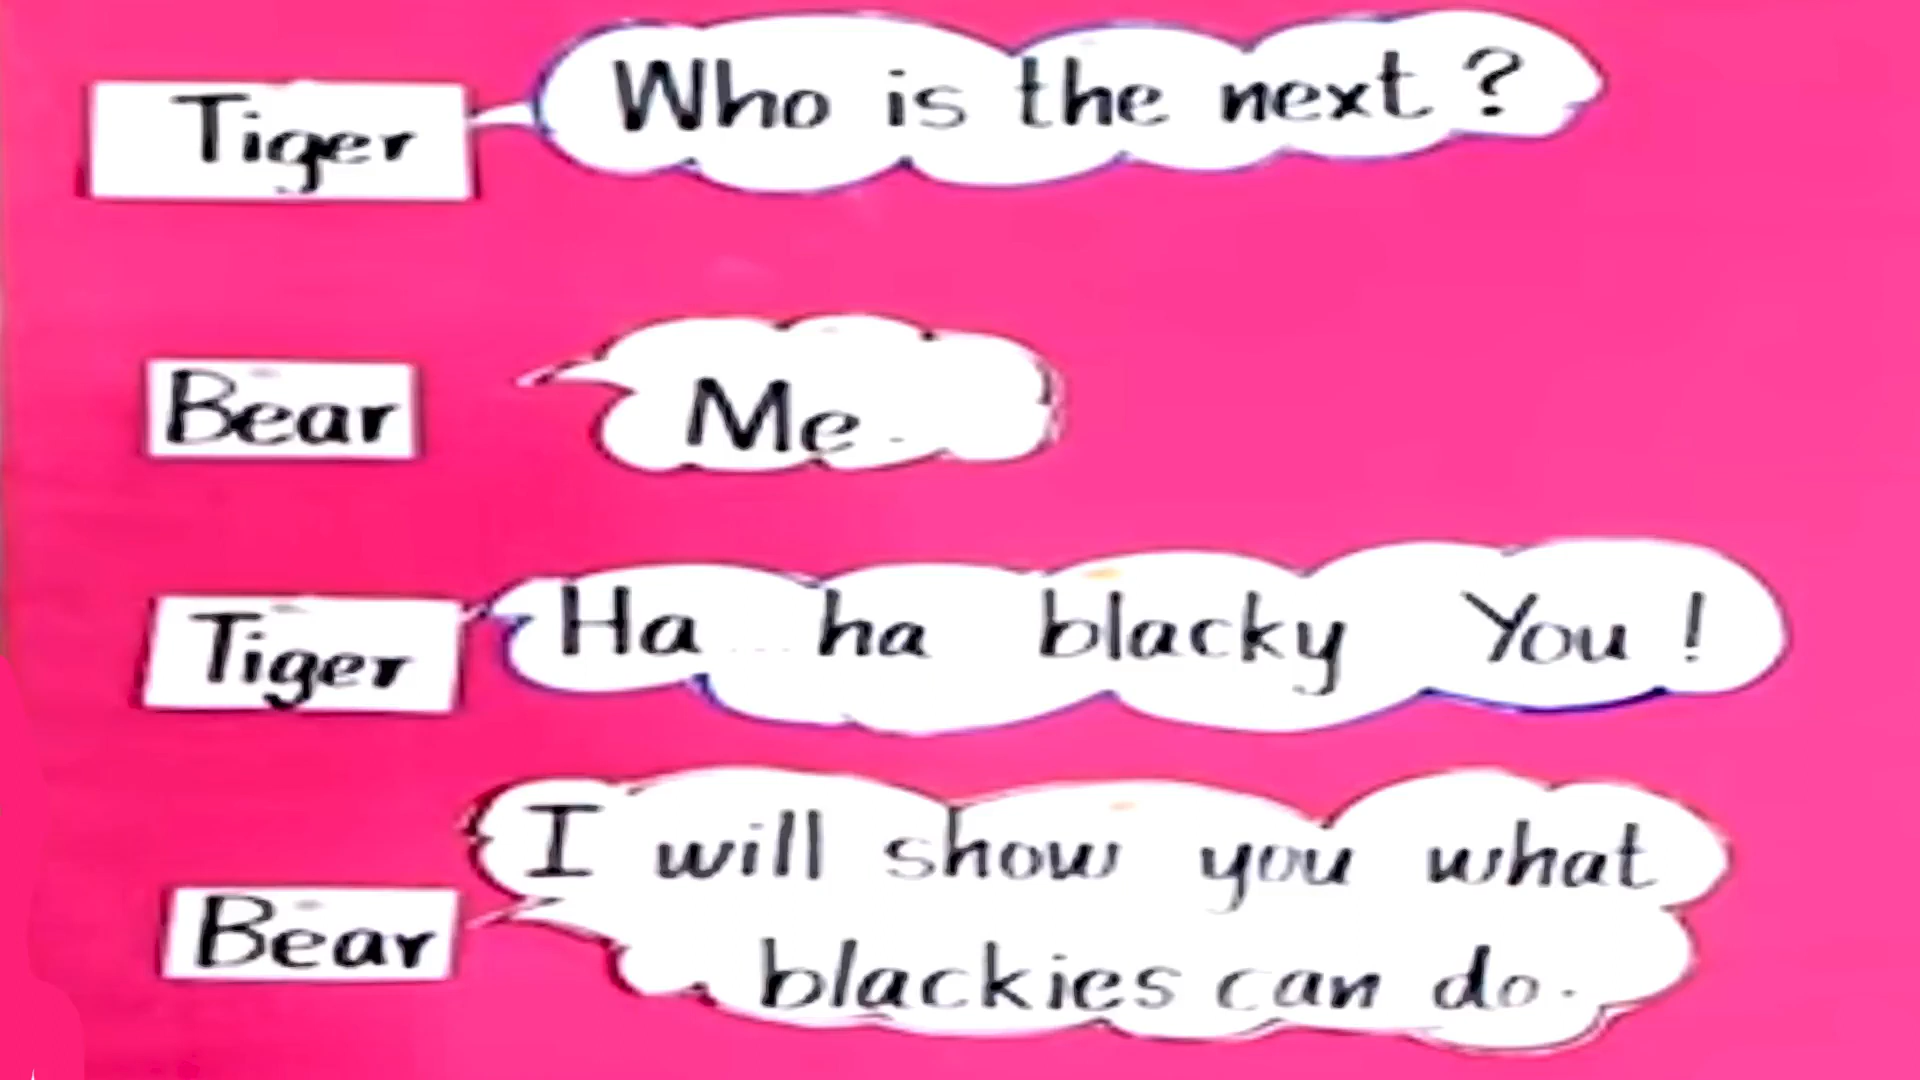 Tiger Who is the next ?
Bear Me.
Tiger Ha... ha blacky You !
Bear I will show you what
blackies can do.